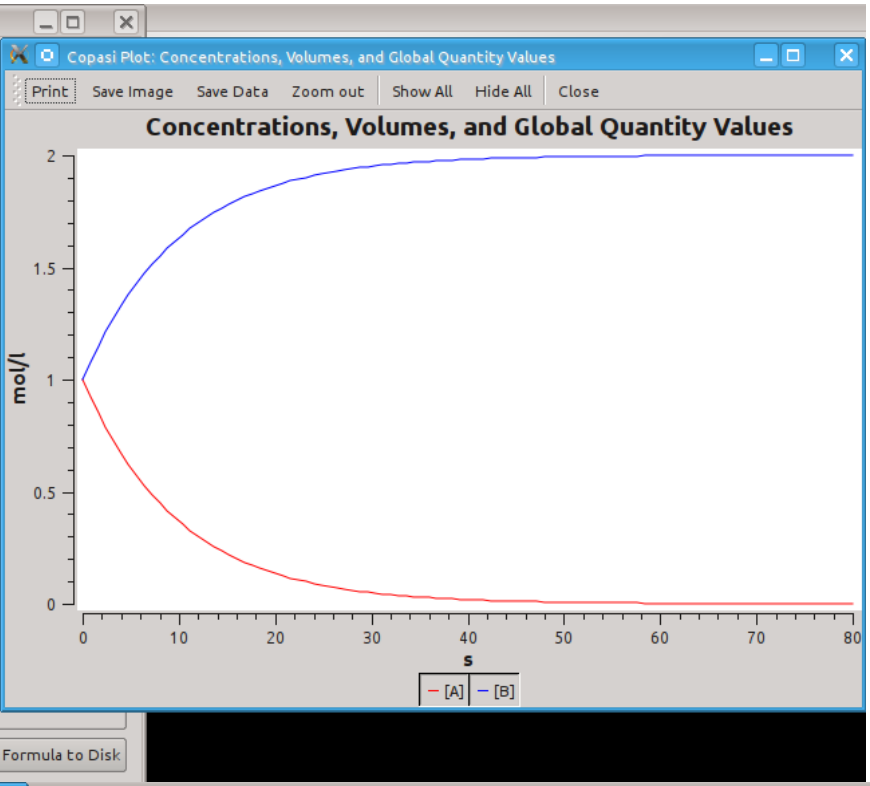 Copasi Plot: Concentrations, Volumes, and Global Quantity Values
Print Save Image Save Data Zoom out Show All Hide All Close
Concentrations, Volumes, and Global Quantity Values
mol/l
2
1.5
1
0.5
0
0 10 20 30 40 50 60 70 80
s
[A] [B]
Formula to Disk